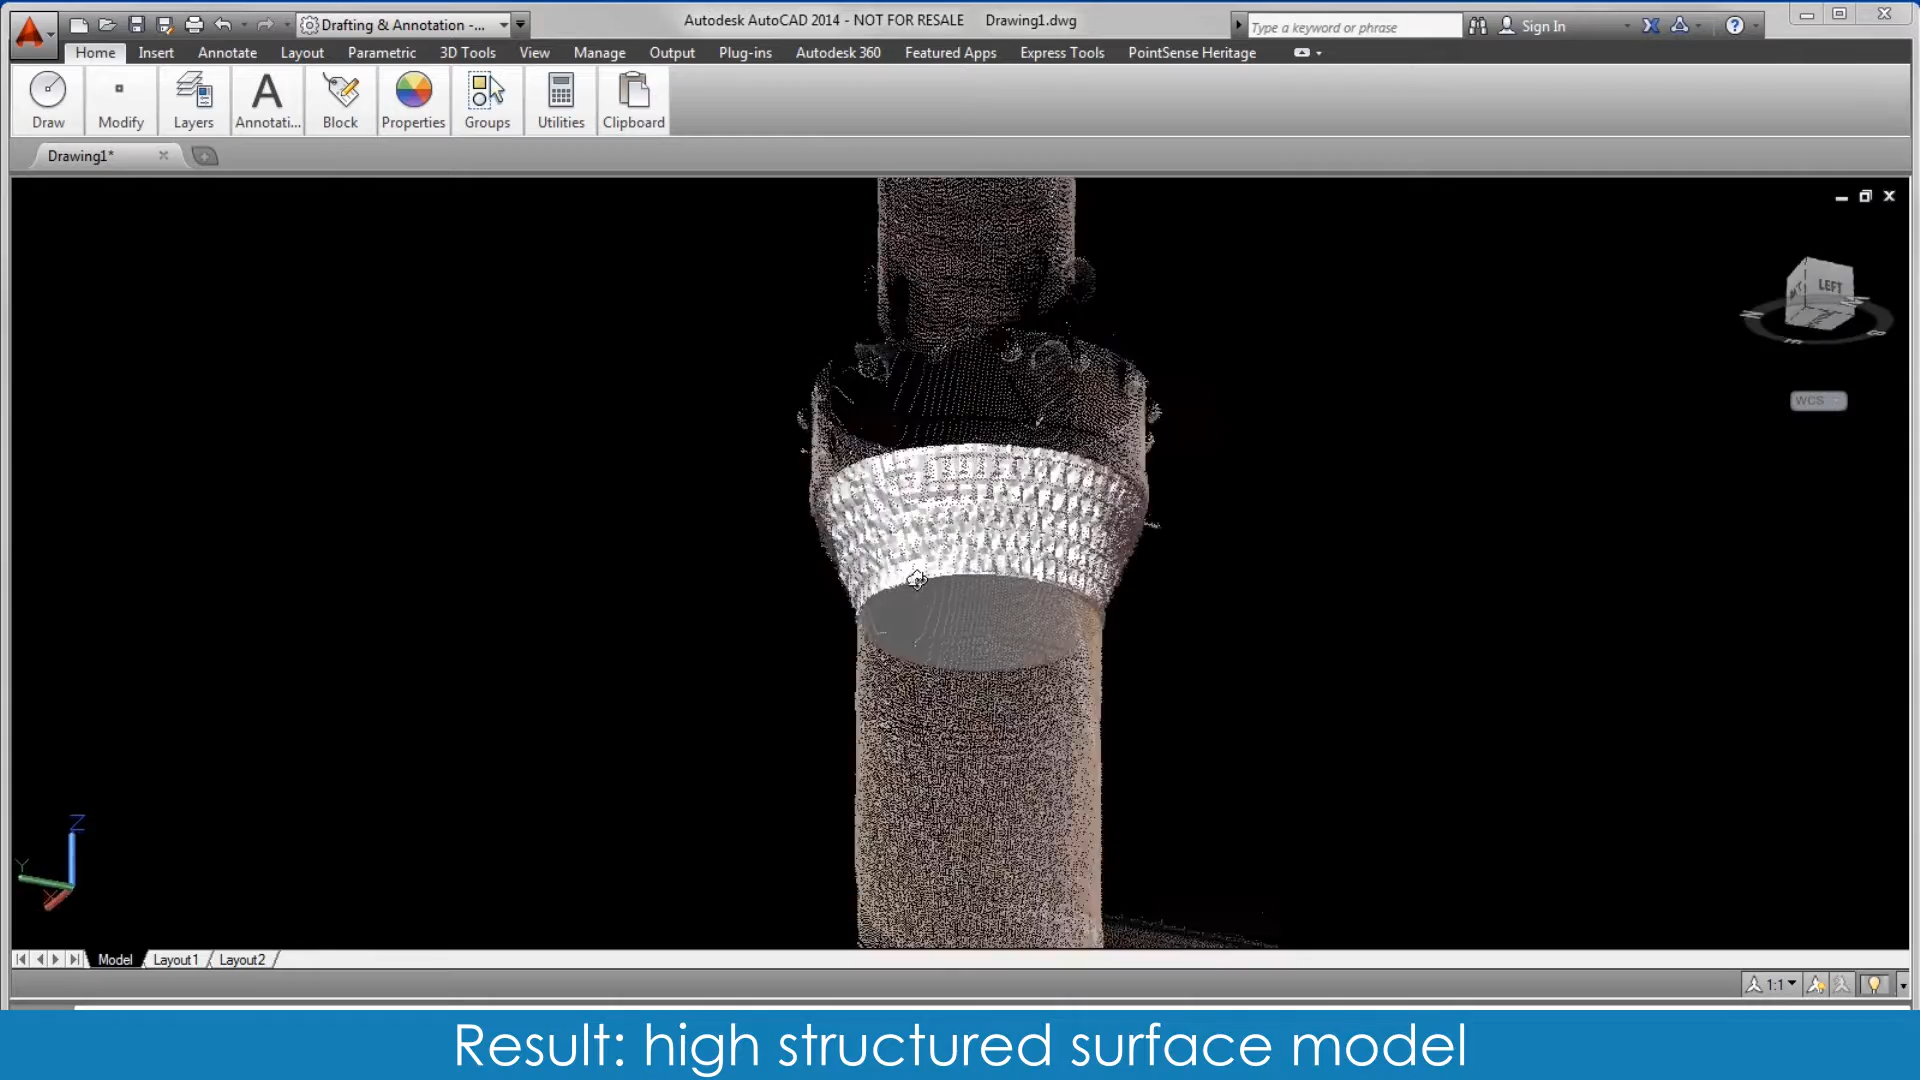 Drafting & Annotation -...
Autodesk AutoCAD 2014 - NOT FOR RESALE Drawing1.dwg
Type a keyword or phrase
Sign In
Home Insert Annotate Layout Parametric 3D Tools View Manage Output Plug-ins Autodesk 360 Featured Apps Express Tools PointSense Heritage
Draw Modify Layers Annotati... Block Properties Groups Utilities Clipboard
Drawing1*
LEFT
WCS
Z
Y
X
Model Layout1 Layout2
1:1
Result: high structured surface model